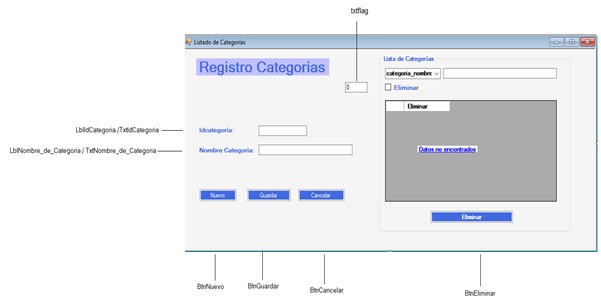 txtflag
Listado de Categorias
Registro Categorias
0
Lista de Categorías
categoria_nombre
Eliminar
Eliminar
LblIdCategoria /TxtIdCategoria
Idcategoria:
LblNombre_de_Categoria / TxtNombre_de_Categoria
Nombre Categoria:
Datos no encontrados
Nuevo
Guardar
Cancelar
Eliminar
BtnNuevo
BtnGuardar
BtnCancelar
BtnEliminar